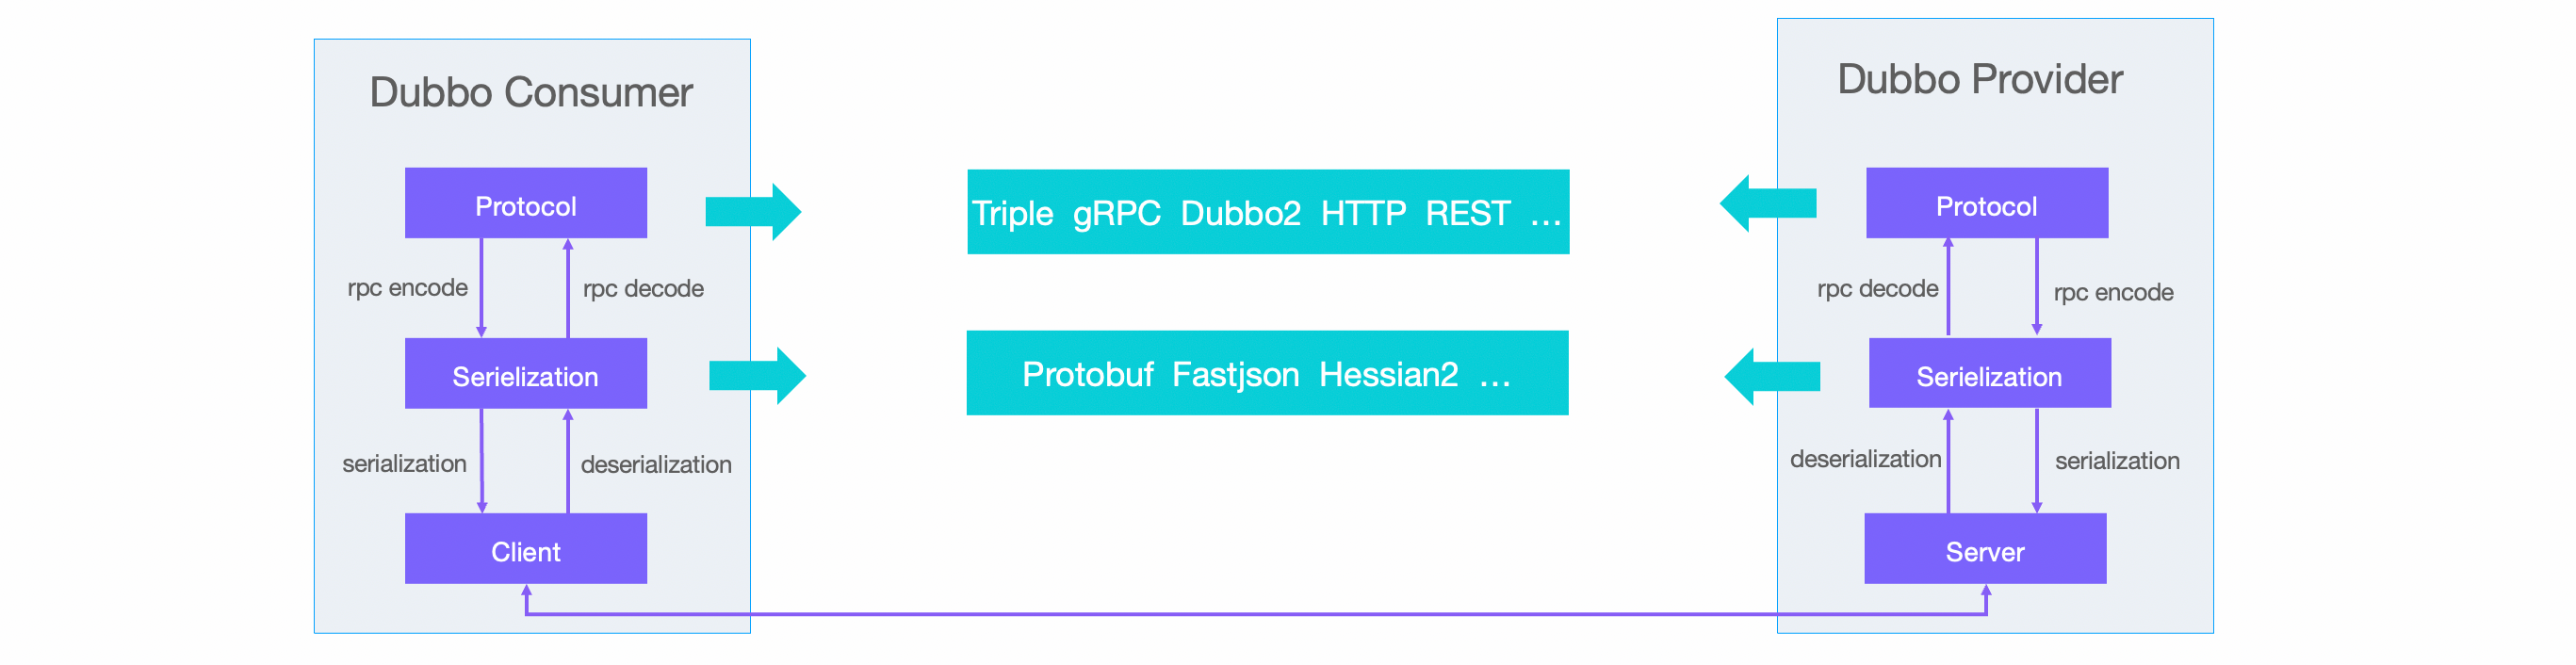 Dubbo Consumer
Protocol
rpc encode
rpc decode
Serielization
serialization
deserialization
Client
Triple gRPC Dubbo2 HTTP REST ...
Protobuf Fastjson Hessian2 ...
Dubbo Provider
Protocol
rpc decode
rpc encode
Serielization
deserialization
serialization
Server